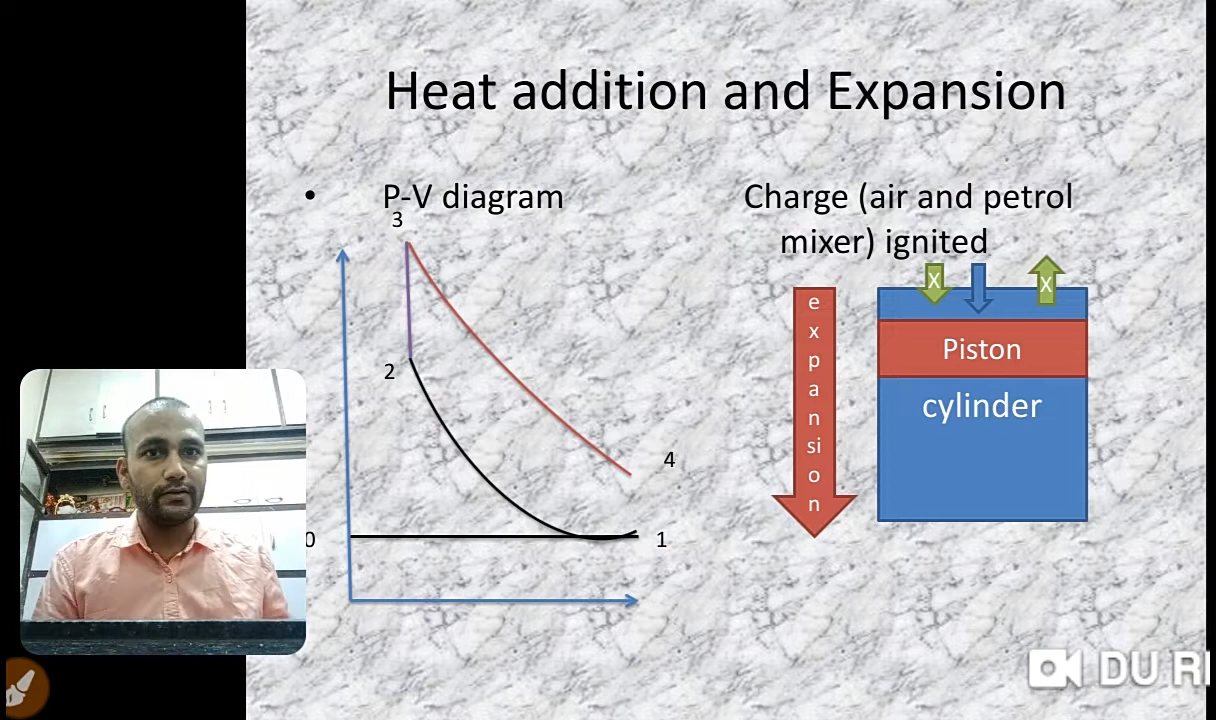 Heat addition and Expansion
• P-V diagram
Charge (air and petrol
mixer) ignited
3
2
4
0
1
e
x
p
a
n
si
o
n
X
X
Piston
cylinder
DU R